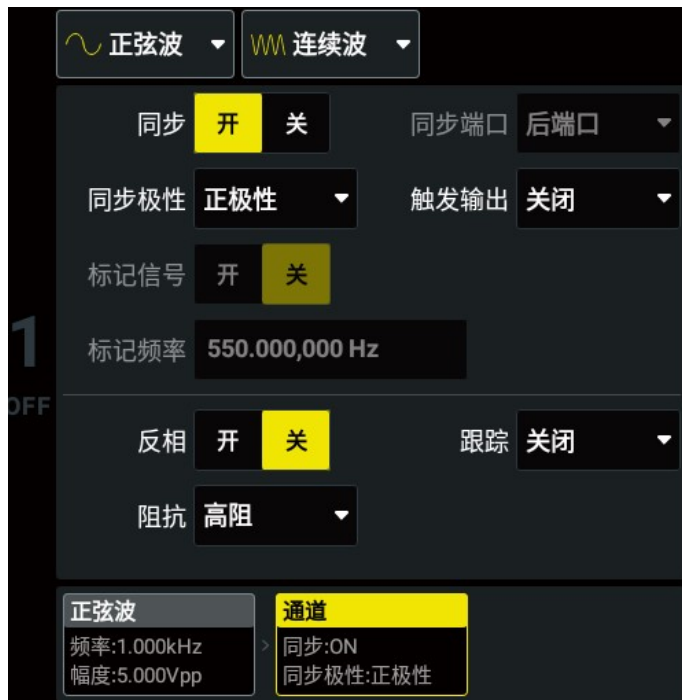 正弦波 连续波
同步 开 关 同步端口 后端口
同步极性 正极性 触发输出 关闭
标记信号 开 关
1
标记频率 550.000,000 Hz
OFF
反相 开 关 跟踪 关闭
阻抗 高阻
正弦波 通道
频率:1.000kHz > 同步:ON
幅度:5.000Vpp 同步极性:正极性